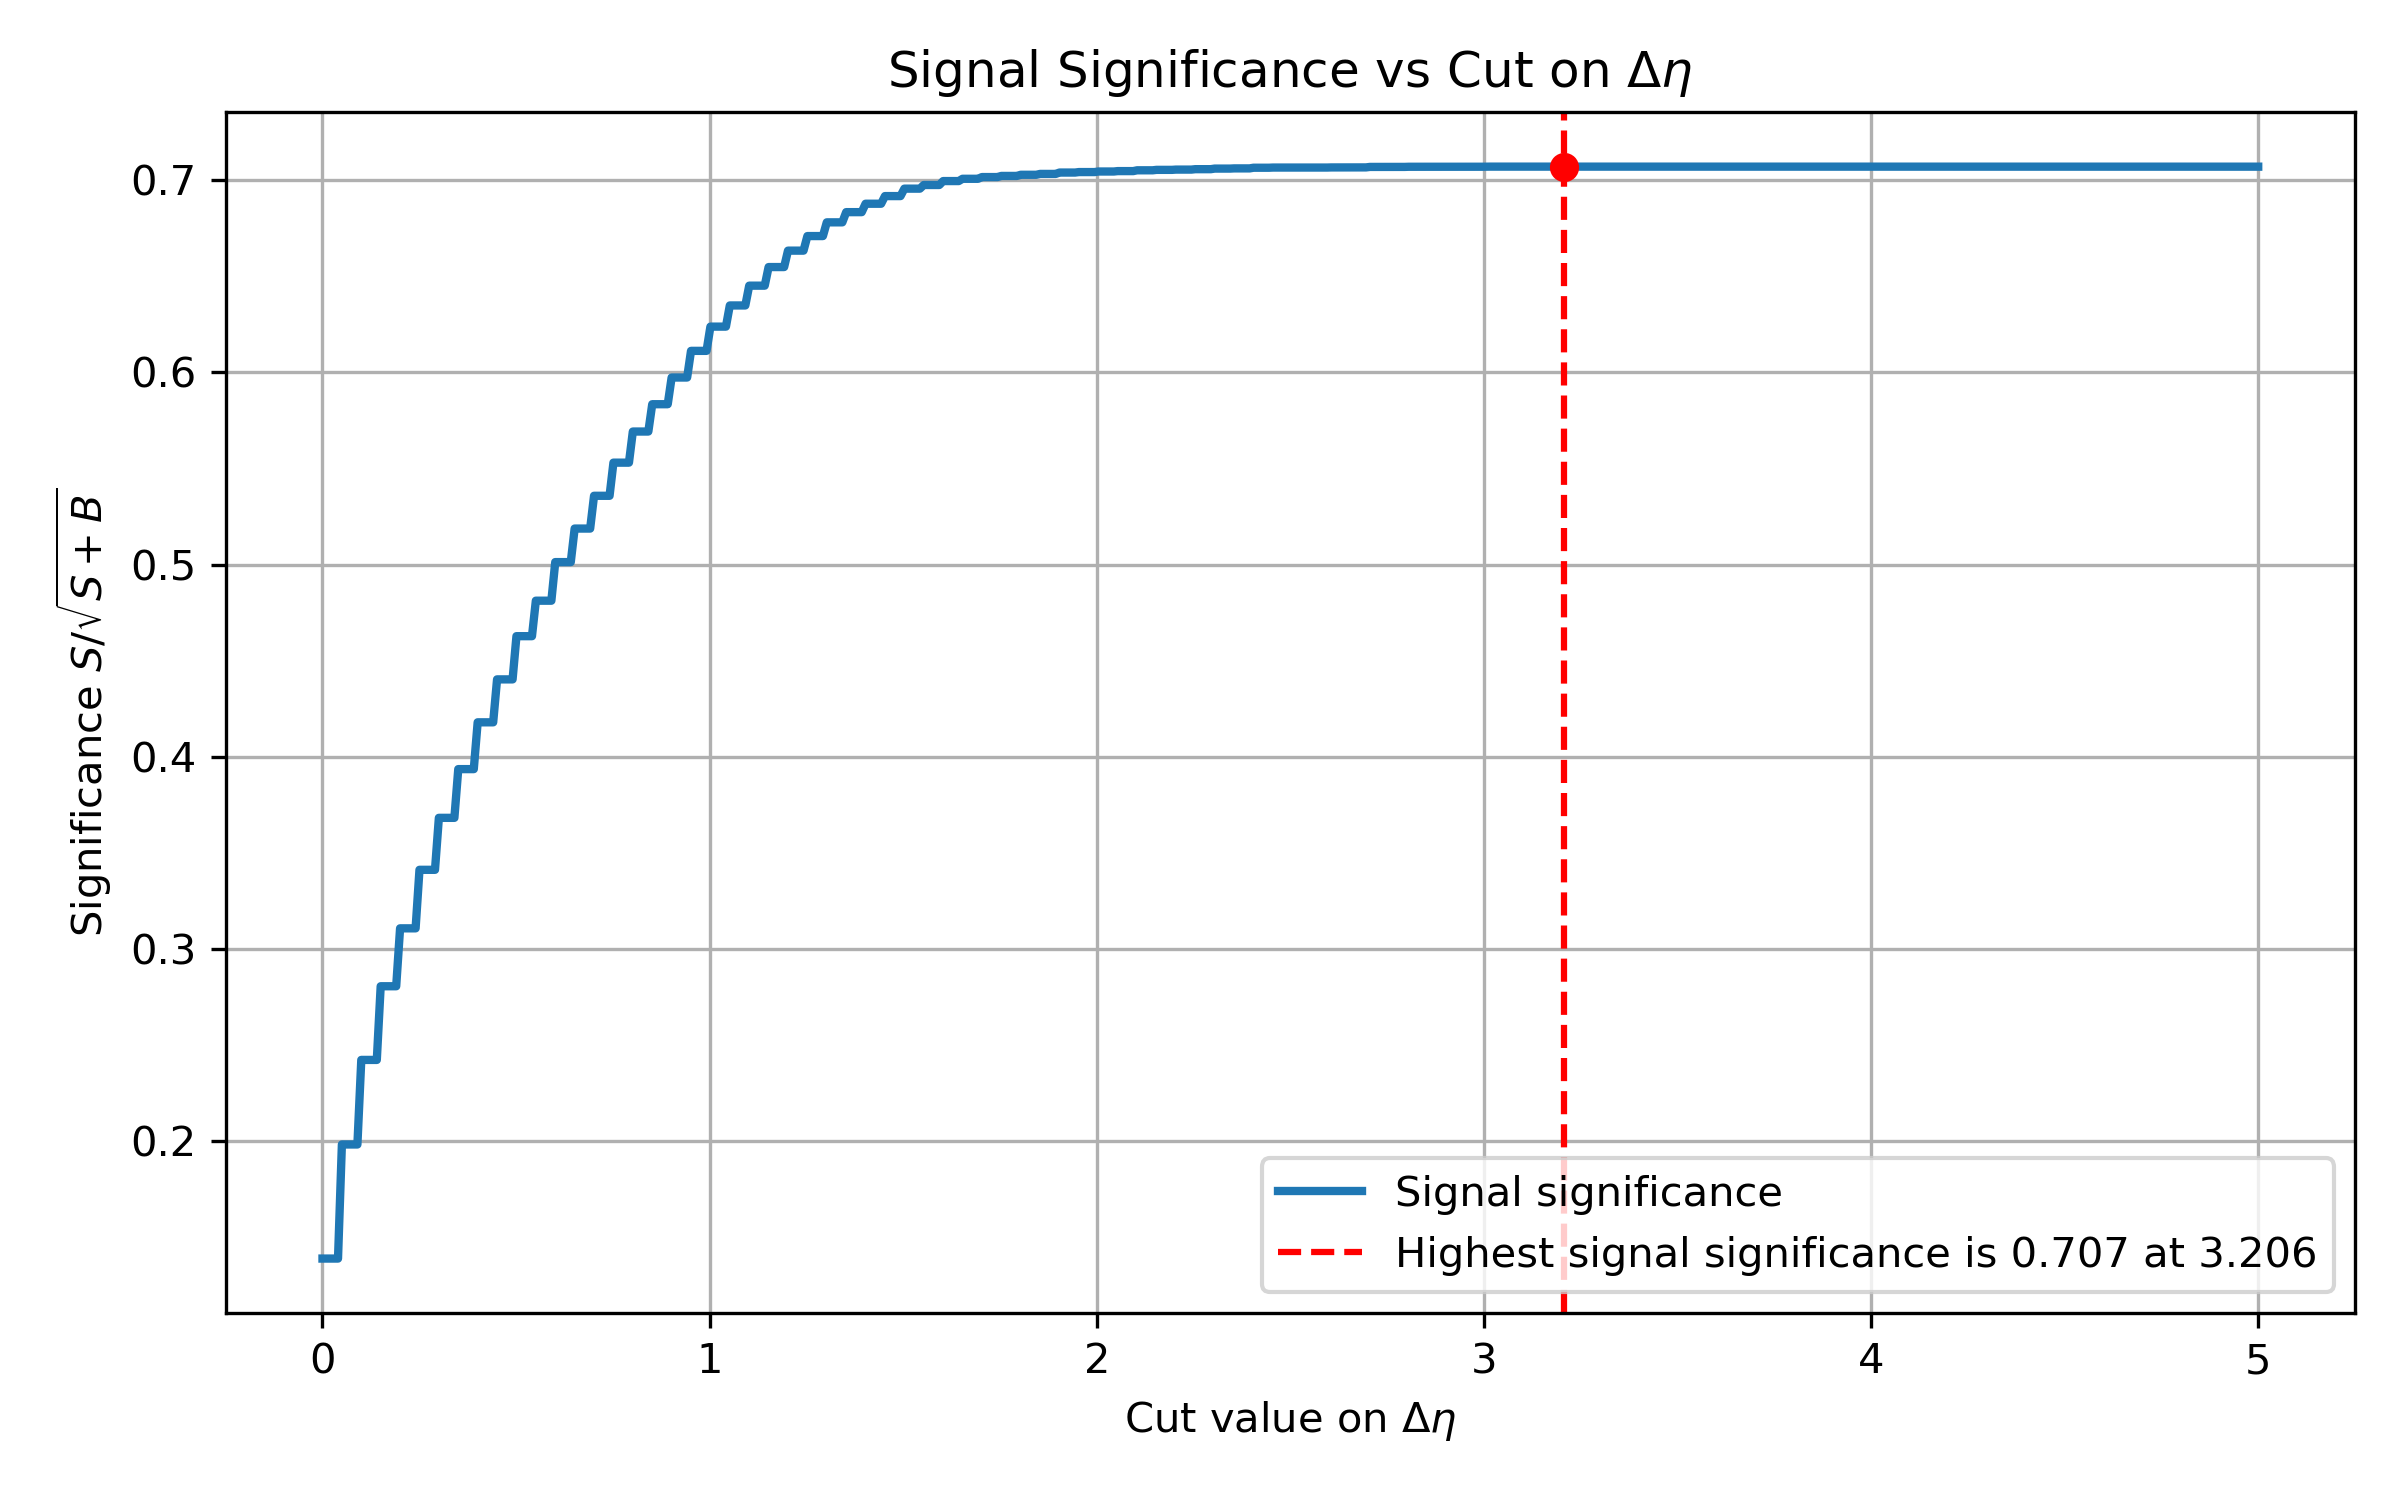 Signal Significance vs Cut on Δη
Significance S/√S + B
0.7
0.6
0.5
0.4
0.3
0.2
Signal significance
Highest signal significance is 0.707 at 3.206
0 1 2 3 4 5
Cut value on Δη